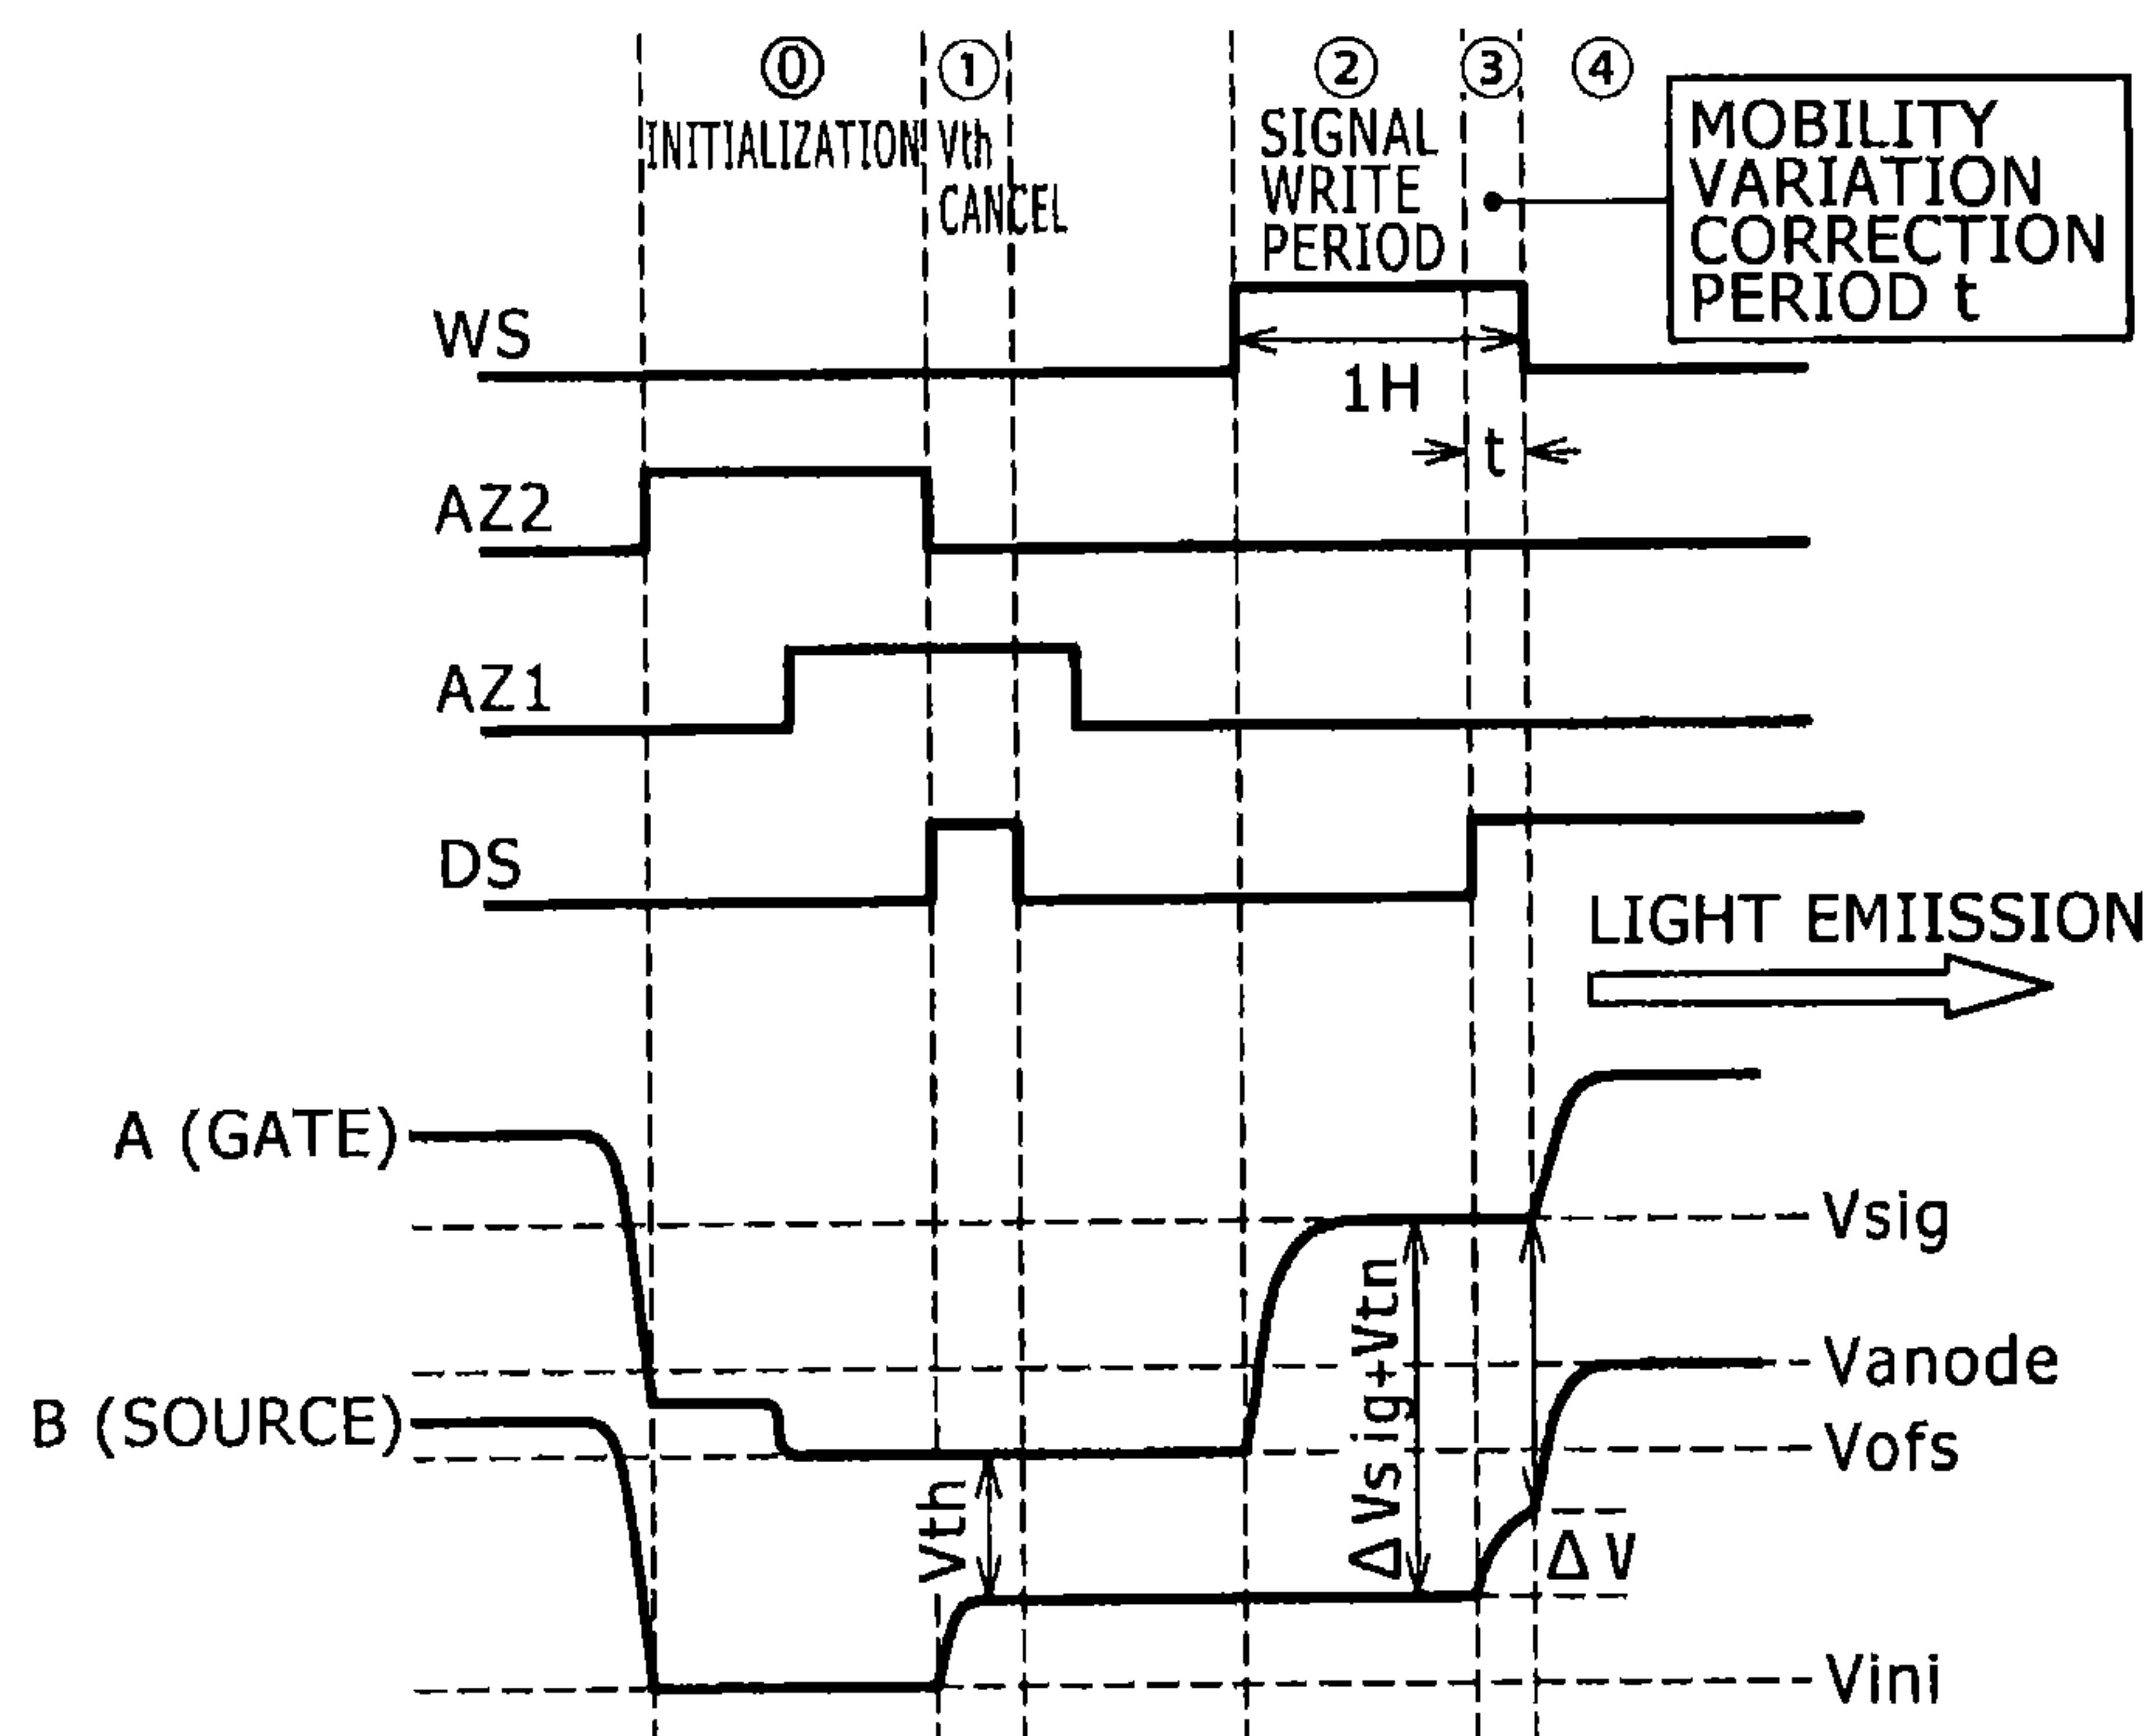 ⓪
①
②
③
④
INITIALIZATION
Vth
CANCEL
SIGNAL
WRITE
PERIOD
MOBILITY
VARIATION
CORRECTION
PERIOD t
WS
1H
t
AZ2
AZ1
DS
LIGHT EMIISSION
A (GATE)
Vsig
ΔVsig+Vtn
Vanode
B (SOURCE)
Vofs
Vth
ΔV
Vini